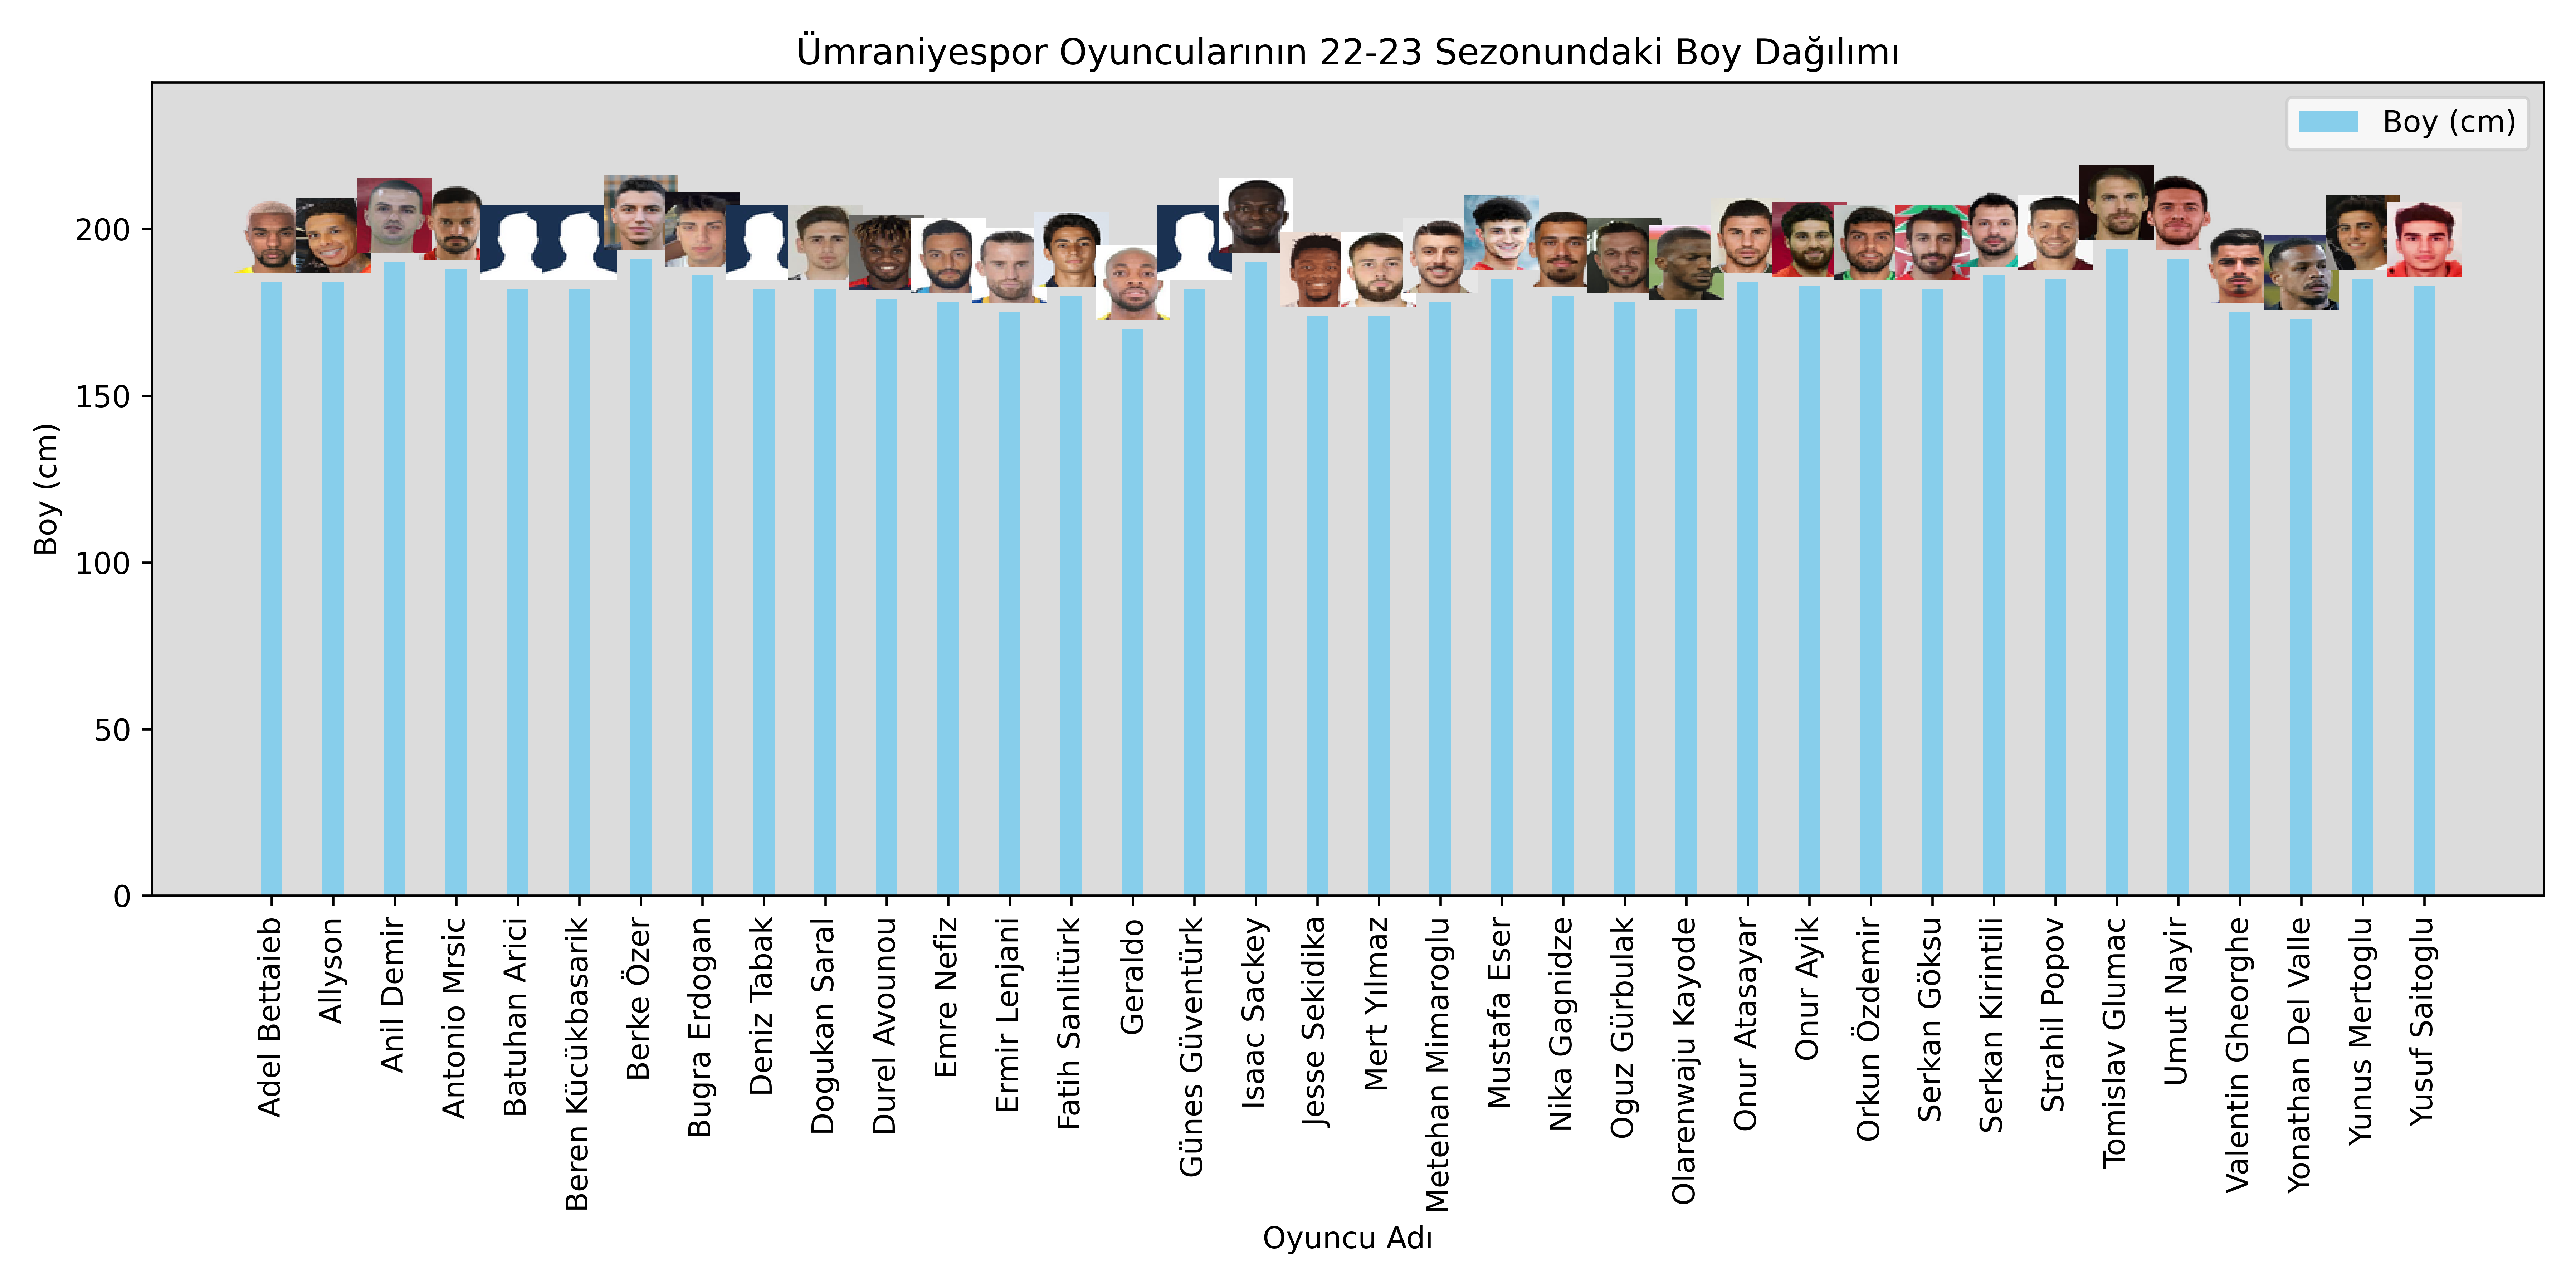 Ümraniyespor Oyuncularının 22-23 Sezonundaki Boy Dağılımı
Boy (cm)
Boy (cm)
200
150
100
50
0
Adel Bettaieb
Allyson
Anil Demir
Antonio Mrsic
Batuhan Arici
Beren Kücükbasarik
Berke Özer
Bugra Erdogan
Deniz Tabak
Dogukan Saral
Durel Avounou
Emre Nefiz
Ermir Lenjani
Fatih Sanlitürk
Geraldo
Günes Güventürk
Isaac Sackey
Jesse Sekidika
Mert Yılmaz
Metehan Mimaroglu
Mustafa Eser
Nika Gagnidze
Oguz Gürbulak
Olarenwaju Kayode
Onur Atasayar
Onur Ayik
Orkun Özdemir
Serkan Göksu
Serkan Kirintili
Strahil Popov
Tomislav Glumac
Umut Nayir
Valentin Gheorghe
Yonathan Del Valle
Yunus Mertoglu
Yusuf Saitoglu
Oyuncu Adı